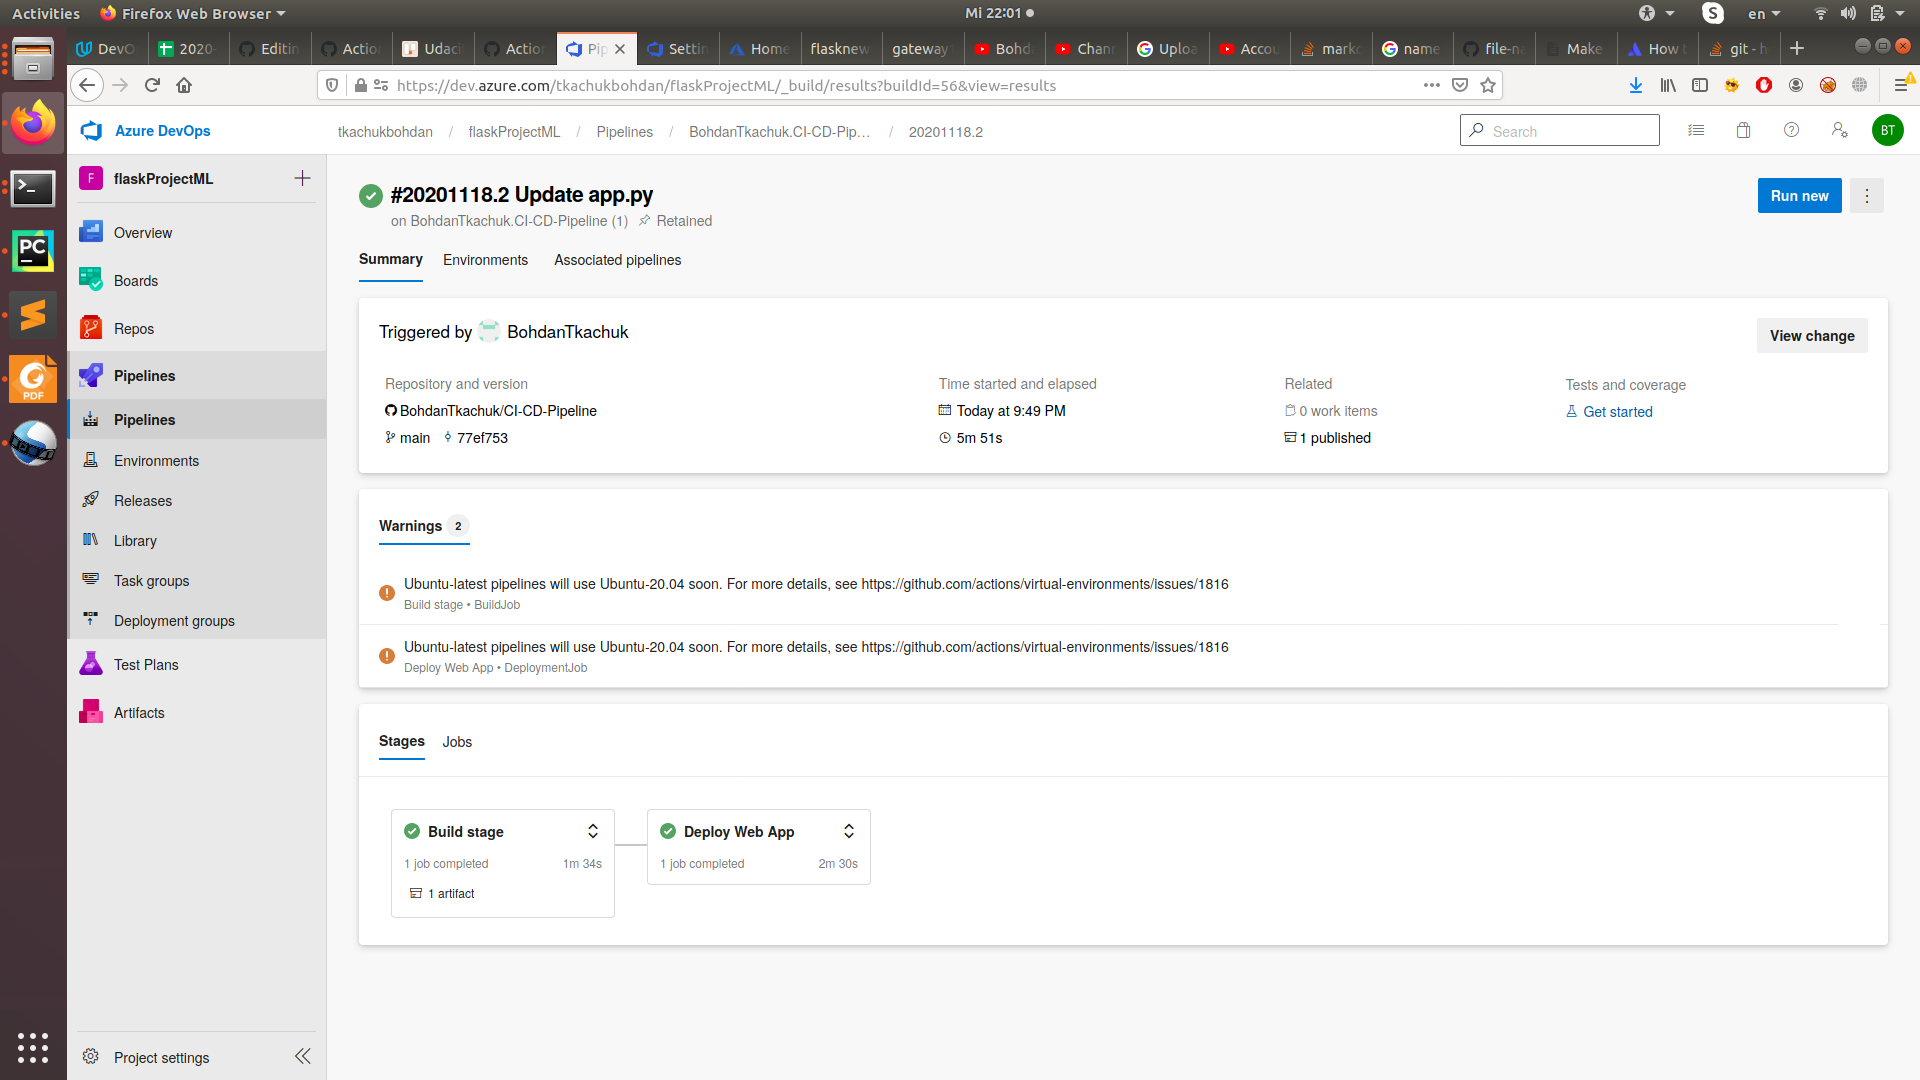 Activities Firefox Web Browser Mi 22:01 en
DevO 2020- Editin Actio Udaci Actio Pip Settin Home flasknew gateway Bohda Chann Uploa Accou marko name file-na Make How t git - h
https://dev.azure.com/tkachukbohdan/flaskProjectML/_build/results?buildId=56&view=results
Azure DevOps tkachukbohdan / flaskProjectML / Pipelines / BohdanTkachuk.CI-CD-Pip... / 20201118.2 Search BT
F flaskProjectML
Overview
Boards
Repos
Pipelines
Pipelines
Environments
Releases
Library
Task groups
Deployment groups
Test Plans
Artifacts
Project settings
#20201118.2 Update app.py
on BohdanTkachuk.CI-CD-Pipeline (1) Retained
Run new
Summary Environments Associated pipelines
Triggered by BohdanTkachuk
View change
Repository and version Time started and elapsed Related Tests and coverage
BohdanTkachuk/CI-CD-Pipeline Today at 9:49 PM 0 work items Get started
main 77ef753 5m 51s 1 published
Warnings 2
Ubuntu-latest pipelines will use Ubuntu-20.04 soon. For more details, see https://github.com/actions/virtual-environments/issues/1816
Build stage • BuildJob
Ubuntu-latest pipelines will use Ubuntu-20.04 soon. For more details, see https://github.com/actions/virtual-environments/issues/1816
Deploy Web App • DeploymentJob
Stages Jobs
Build stage Deploy Web App
1 job completed 1m 34s 1 job completed 2m 30s
1 artifact
PC
PDF